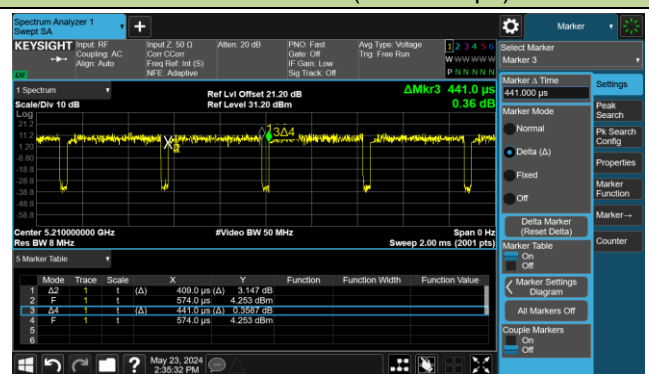 Spectrum Analyzer 1
Swept SA
Marker
KEYSIGHT
Input: RF
Coupling: AC
Align: Auto
Input Z: 50 Ω
Corr CCorr
Freq Ref: Int (S)
NFE: Adaptive
Atten: 20 dB
PNO: Fast
Gate: Off
IF Gain: Low
Sig Track: Off
Avg Type: Voltage
Trig: Free Run
1 2 3 4 5 6
W W W W W W
P N N N N N
Select Marker
Marker 3
Marker Δ Time
441.000 µs
Marker Mode
Normal
Delta (Δ)
Fixed
Off
Delta Marker
(Reset Delta)
Marker Table
On
Off
Marker Settings
Diagram
All Markers Off
Couple Markers
On
Off
Settings
Peak
Search
Pk Search
Config
Properties
Marker
Function
Marker→
Counter
1 Spectrum
Scale/Div 10 dB
Log
Ref Lvl Offset 21.20 dB
Ref Level 31.20 dBm
ΔMkr3 441.0 µs
0.36 dB
21.2
11.2
1.20
-8.80
-18.8
-28.8
-38.8
-48.8
-58.8
3Δ4
Center 5.210000000 GHz
Res BW 8 MHz
#Video BW 50 MHz
Span 0 Hz
Sweep 2.00 ms (2001 pts)
5 Marker Table
Mode Trace Scale X Y Function Function Width Function Value
1 Δ2 1 t (Δ) 409.0 µs (Δ) 3.147 dB
2 F 1 t 574.0 µs 4.253 dBm
3 Δ4 1 t (Δ) 441.0 µs (Δ) 0.3587 dB
4 F 1 t 574.0 µs 4.253 dBm
5
6
May 23, 2024
2:35:32 PM